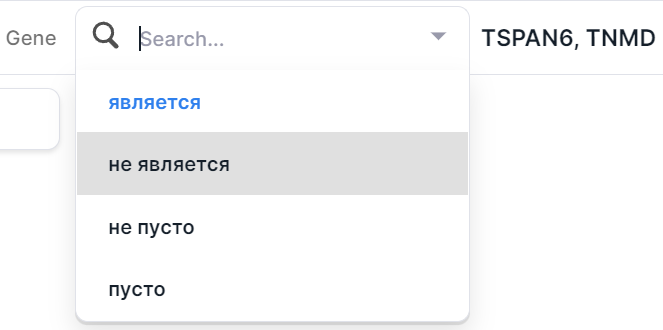 Gene Search... TSPAN6, TNMD
является
не является
не пусто
пусто